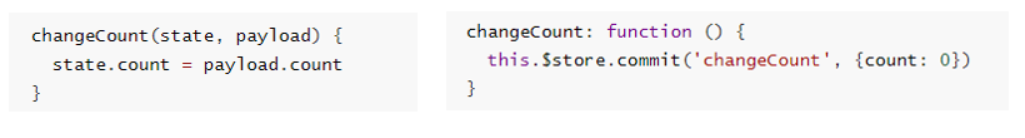 changeCount(state, payload) {
state.count = payload.count
}
changeCount: function () {
this.$store.commit('changeCount', {count: 0})
}